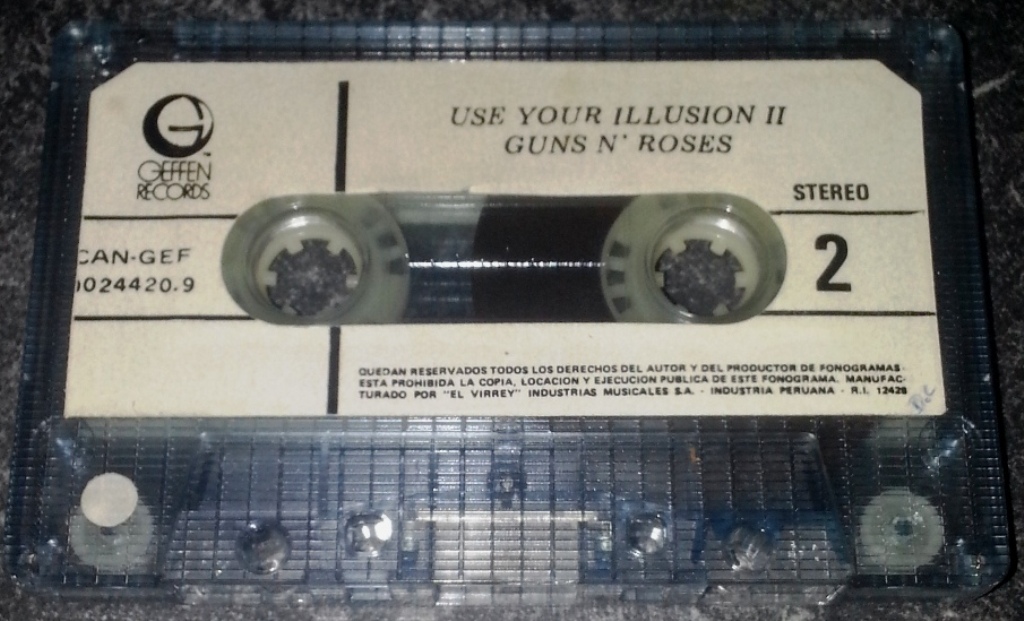 USE YOUR ILLUSION II
GUNS N' ROSES
G
GEFFEN
RECORDS
STEREO
CAN-GEF
0024420.9
2
QUEDAN RESERVADOS TODOS LOS DERECHOS DEL AUTOR Y DEL PRODUCTOR DE FONOGRAMAS-
ESTA PROHIBIDA LA COPIA, LOCACION Y EJECUCION PUBLICA DE ESTE FONOGRAMA. MANUFAC-
TURADO POR "EL VIRREY" INDUSTRIAS MUSICALES S.A. - INDUSTRIA PERUANA - R.I. 12428